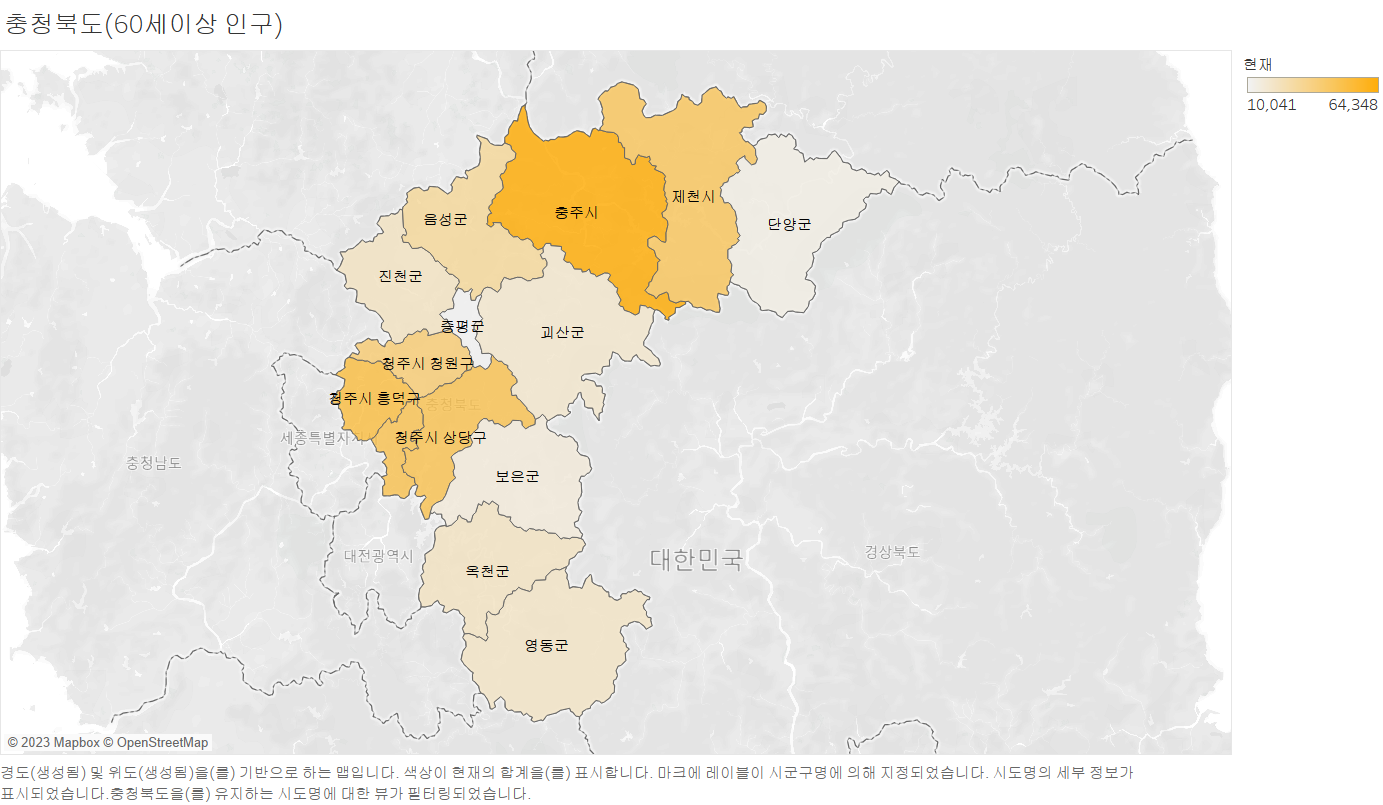 충청북도(60세이상 인구)
현재
10,041 64,348
충주시
제천시
음성군
단양군
진천군
증평군
괴산군
청주시 청원구
청주시 흥덕구
충청북도
세종특별자치
청주시 상당구
충청남도
보은군
대전광역시
대한민국
경상북도
옥천군
영동군
© 2023 Mapbox © OpenStreetMap
경도(생성됨) 및 위도(생성됨)을(를) 기반으로 하는 맵입니다. 색상이 현재의 합계을(를) 표시합니다. 마크에 레이블이 시군구명에 의해 지정되었습니다. 시도명의 세부 정보가
표시되었습니다.충청북도을(를) 유지하는 시도명에 대한 뷰가 필터링되었습니다.